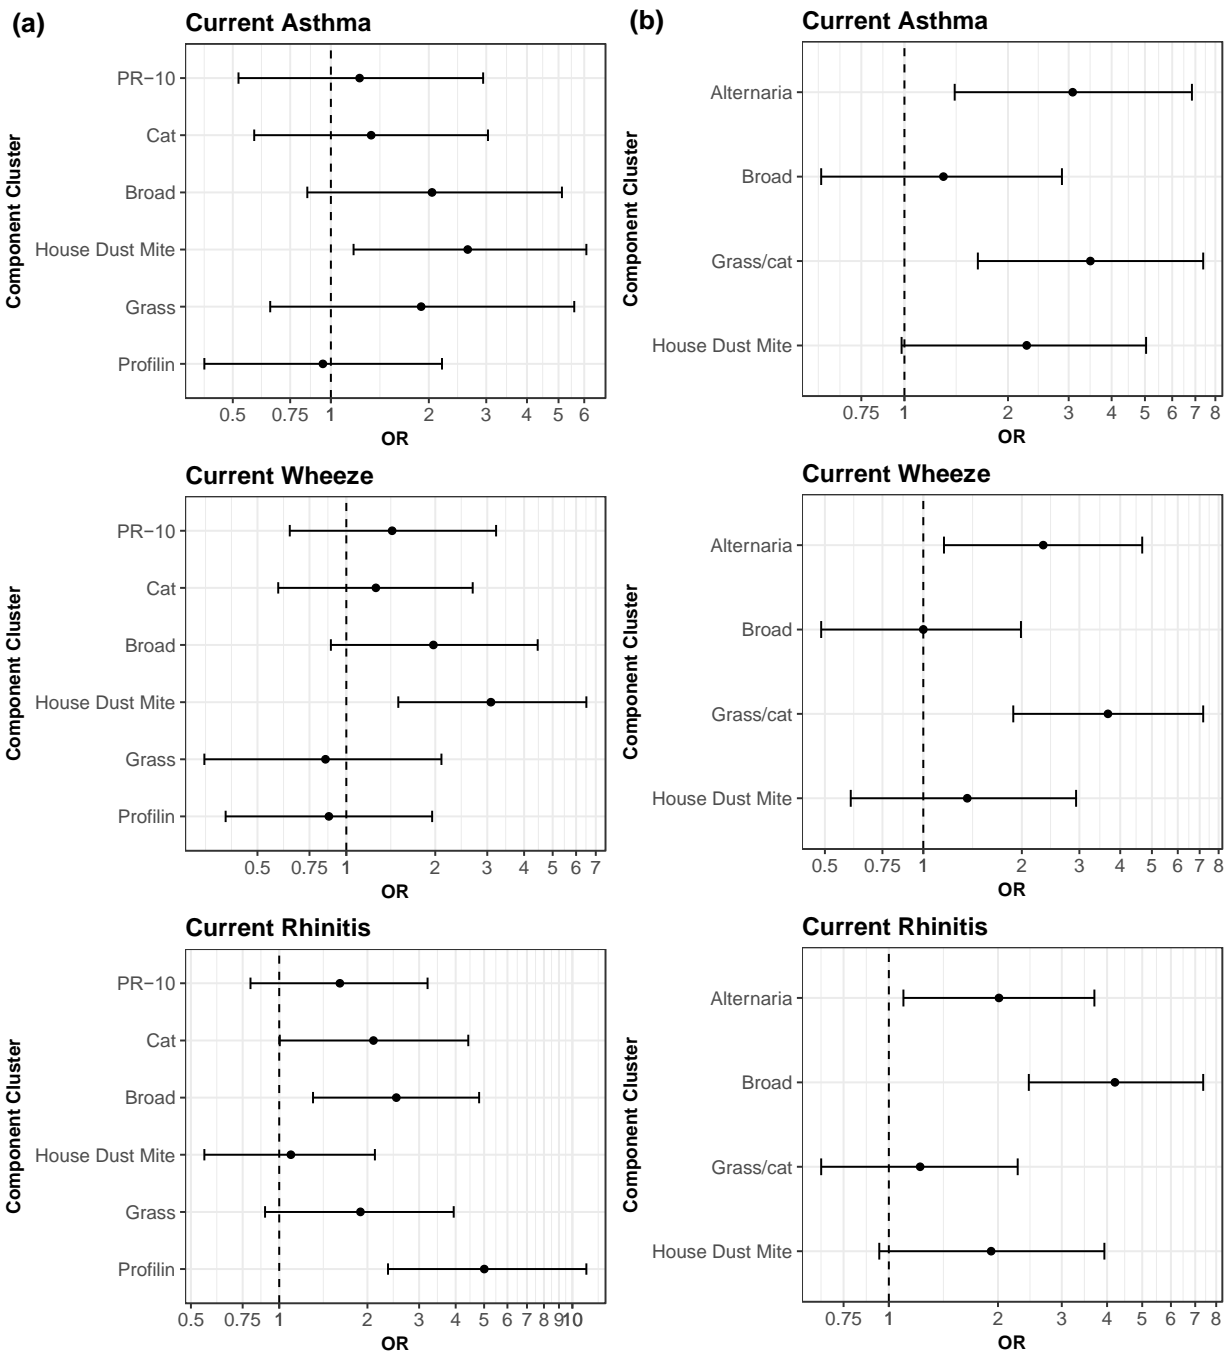 (a)
Current Asthma
Component Cluster
PR−10
Cat
Broad
House Dust Mite
Grass
Profilin
0.5 0.75 1 2 3 4 5 6
OR
Current Wheeze
Component Cluster
PR−10
Cat
Broad
House Dust Mite
Grass
Profilin
0.5 0.75 1 2 3 4 5 6 7
OR
Current Rhinitis
Component Cluster
PR−10
Cat
Broad
House Dust Mite
Grass
Profilin
0.5 0.75 1 2 3 4 5 6 7 8 9 10
OR
(b)
Current Asthma
Component Cluster
Alternaria
Broad
Grass/cat
House Dust Mite
0.75 1 2 3 4 5 6 7 8
OR
Current Wheeze
Component Cluster
Alternaria
Broad
Grass/cat
House Dust Mite
0.5 0.75 1 2 3 4 5 6 7 8
OR
Current Rhinitis
Component Cluster
Alternaria
Broad
Grass/cat
House Dust Mite
0.75 1 2 3 4 5 6 7 8
OR